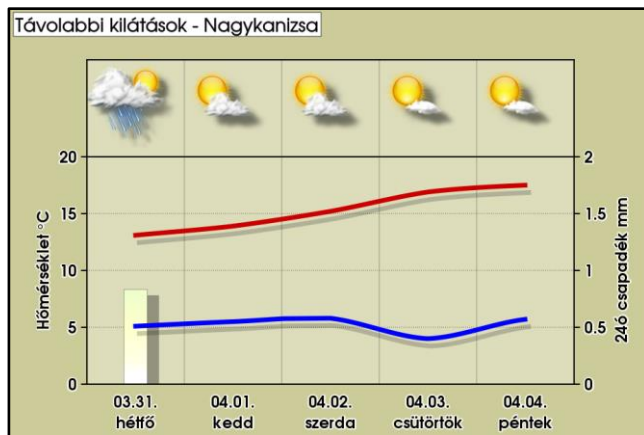 Távolabbi kilátások - Nagykanizsa
20
15
10
5
0
Hőmérséklet °C
2
1.5
1
0.5
0
24ó csapadék mm
03.31. 04.01. 04.02. 04.03. 04.04.
hétfő kedd szerda csütörtök péntek